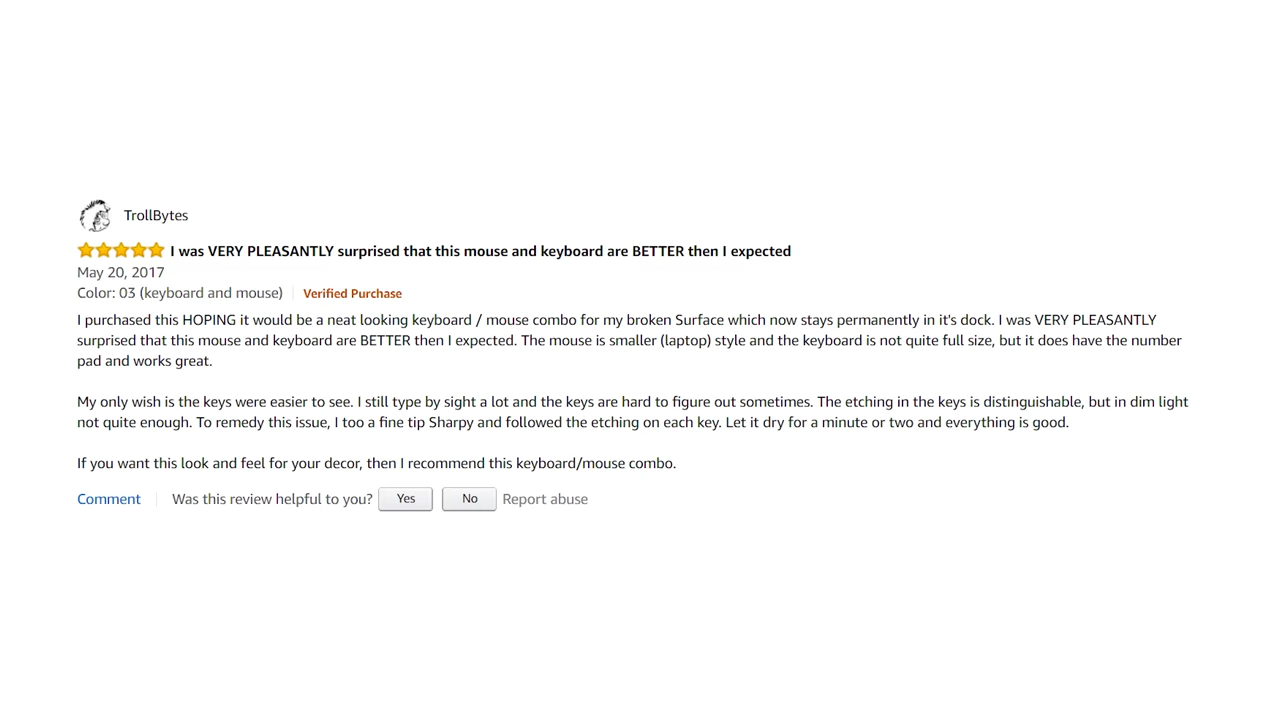 TrollBytes
I was VERY PLEASANTLY surprised that this mouse and keyboard are BETTER then I expected
May 20, 2017
Color: 03 (keyboard and mouse) Verified Purchase
I purchased this HOPING it would be a neat looking keyboard / mouse combo for my broken Surface which now stays permanently in it's dock. I was VERY PLEASANTLY
surprised that this mouse and keyboard are BETTER then I expected. The mouse is smaller (laptop) style and the keyboard is not quite full size, but it does have the number
pad and works great.
My only wish is the keys were easier to see. I still type by sight a lot and the keys are hard to figure out sometimes. The etching in the keys is distinguishable, but in dim light
not quite enough. To remedy this issue, I too a fine tip Sharpy and followed the etching on each key. Let it dry for a minute or two and everything is good.
If you want this look and feel for your decor, then I recommend this keyboard/mouse combo.
Comment Was this review helpful to you? Yes No Report abuse